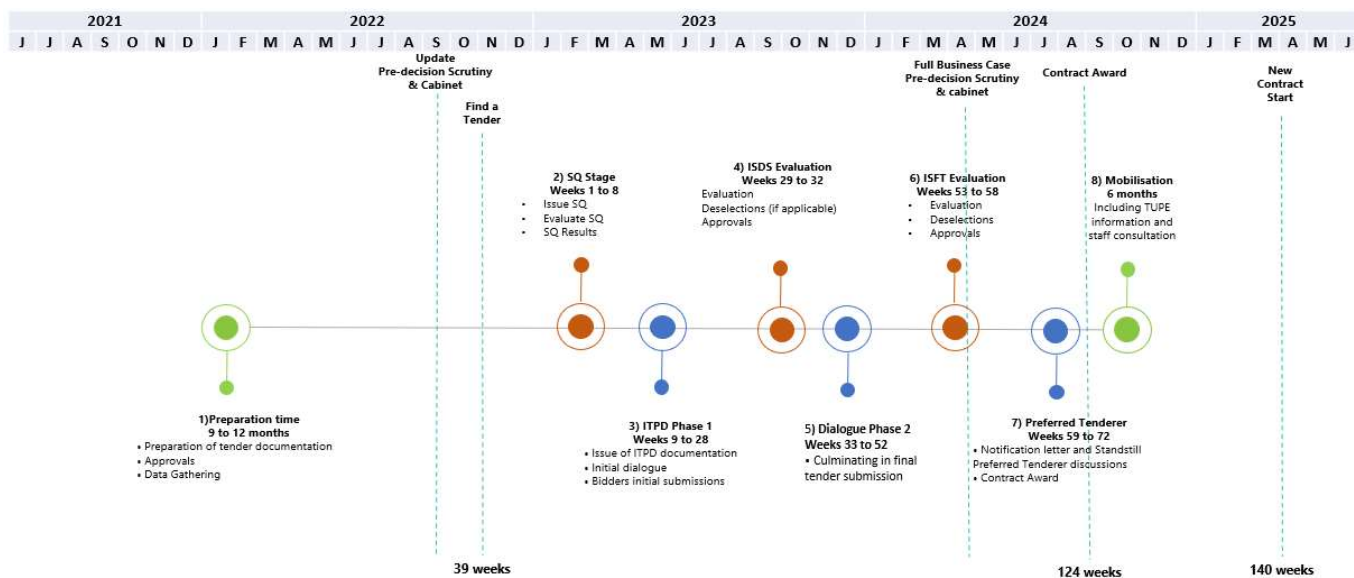 2021 2022 2023 2024 2025
J J A S O N D J F M A M J J A S O N D J F M A M J J A S O N D J F M A M J J A S O N D J F M A M J
Update
Pre-decision Scrutiny
& Cabinet
Find a
Tender
Full Business Case
Pre-decision Scrutiny
& cabinet
Contract Award
New
Contract
Start
2) SQ Stage
Weeks 1 to 8
• Issue SQ
• Evaluate SQ
• SQ Results
4) ISDS Evaluation
Weeks 29 to 32
Evaluation
Deselections (if applicable)
Approvals
6) ISFT Evaluation
Weeks 53 to 58
• Evaluation
• Deselections
• Approvals
8) Mobilisation
6 months
Including TUPE
information and
staff consultation
1)Preparation time
9 to 12 months
• Preparation of tender documentation
• Approvals
• Data Gathering
3) ITPD Phase 1
Weeks 9 to 28
• Issue of ITPD documentation
• Initial dialogue
• Bidders initial submissions
5) Dialogue Phase 2
Weeks 33 to 52
• Culminating in final
tender submission
7) Preferred Tenderer
Weeks 59 to 72
• Notification letter and Standstill
Preferred Tenderer discussions
• Contract Award
39 weeks
124 weeks
140 weeks